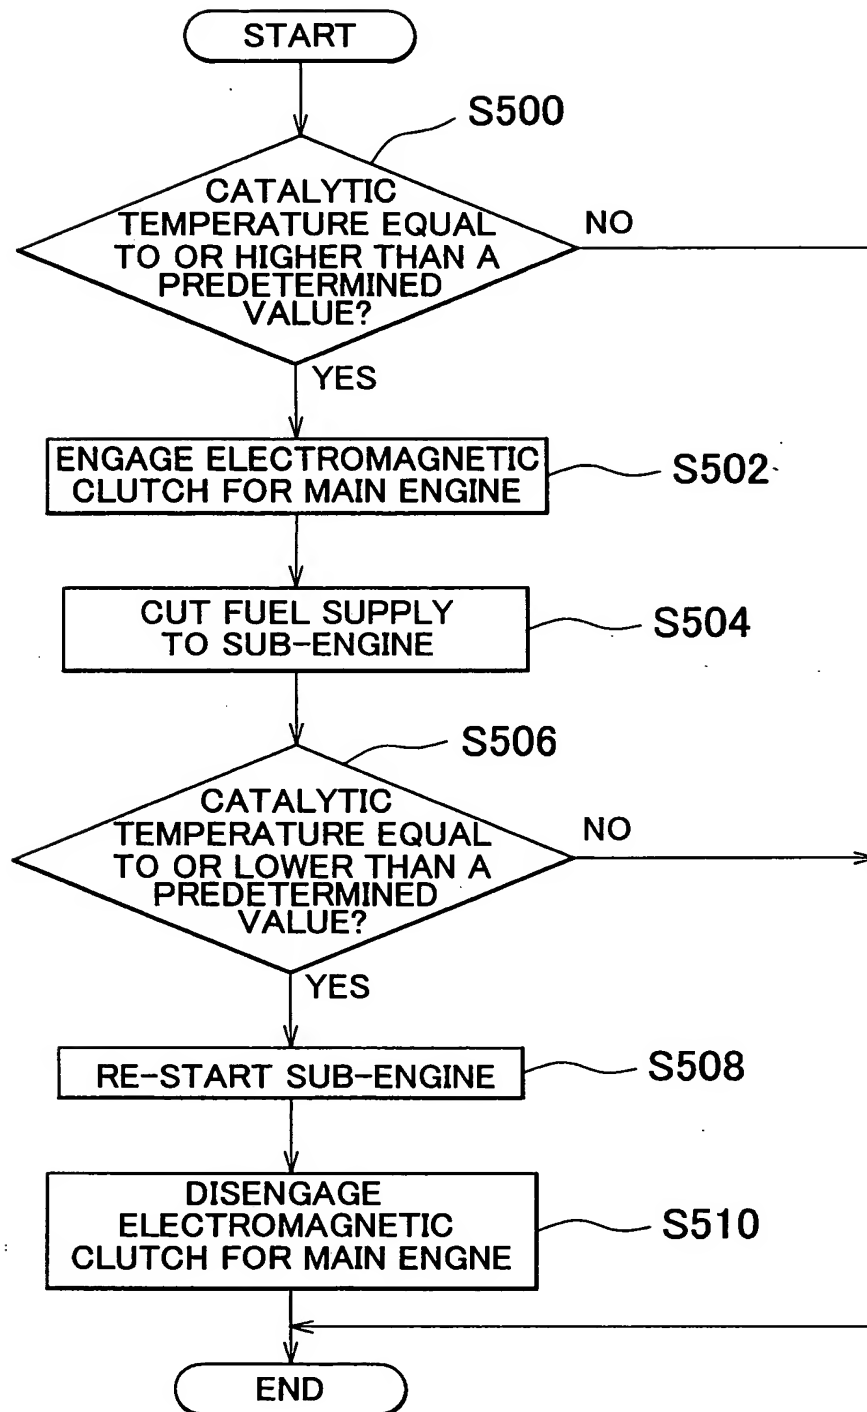 START
S500
CATALYTIC
TEMPERATURE EQUAL
TO OR HIGHER THAN A
PREDETERMINED
VALUE?
NO
YES
ENGAGE ELECTROMAGNETIC
CLUTCH FOR MAIN ENGINE
S502
CUT FUEL SUPPLY
TO SUB-ENGINE
S504
S506
CATALYTIC
TEMPERATURE EQUAL
TO OR LOWER THAN A
PREDETERMINED
VALUE?
NO
YES
RE-START SUB-ENGINE
S508
DISENGAGE
ELECTROMAGNETIC
CLUTCH FOR MAIN ENGNE
S510
END